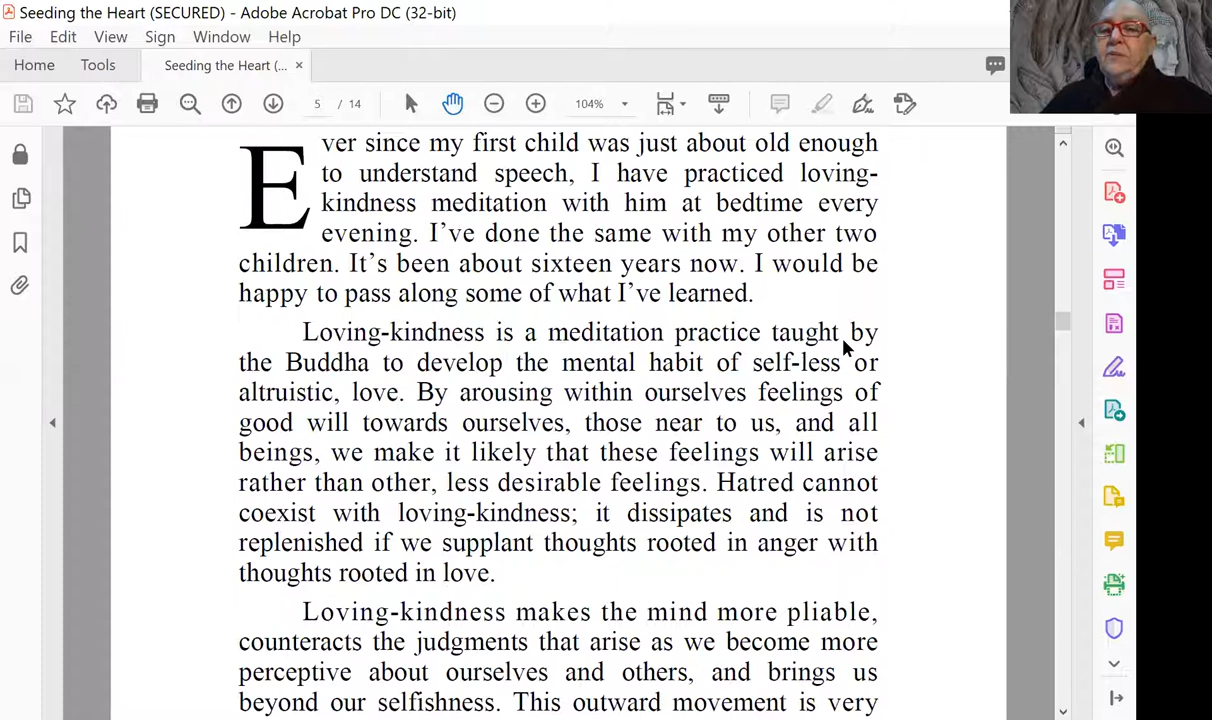 Seeding the Heart (SECURED) - Adobe Acrobat Pro DC (32-bit)
File Edit View Sign Window Help
Home Tools Seeding the Heart (... ×
5 / 14 104%
Ever since my first child was just about old enough
to understand speech, I have practiced loving-
kindness meditation with him at bedtime every
evening. I've done the same with my other two
children. It's been about sixteen years now. I would be
happy to pass along some of what I've learned.
Loving-kindness is a meditation practice taught by
the Buddha to develop the mental habit of self-less or
altruistic, love. By arousing within ourselves feelings of
good will towards ourselves, those near to us, and all
beings, we make it likely that these feelings will arise
rather than other, less desirable feelings. Hatred cannot
coexist with loving-kindness; it dissipates and is not
replenished if we supplant thoughts rooted in anger with
thoughts rooted in love.
Loving-kindness makes the mind more pliable,
counteracts the judgments that arise as we become more
perceptive about ourselves and others, and brings us
beyond our selfishness. This outward movement is very